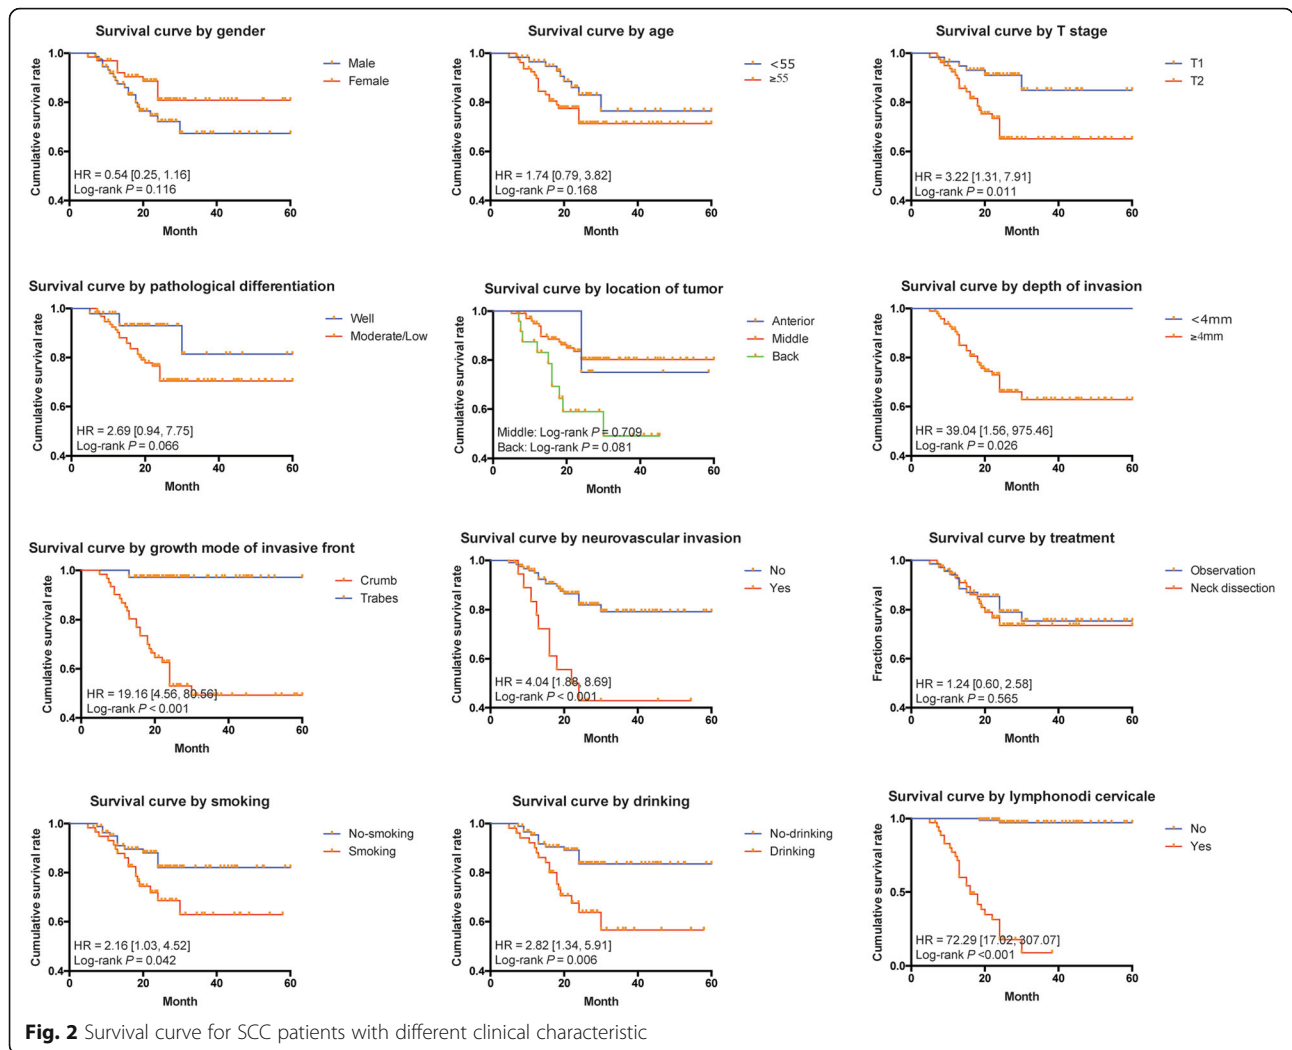 Survival curve by gender
Cumulative survival rate
1.0
0.8
0.6
0.4
0
20
40
60
Month
Male
Female
HR = 0.54 [0.25, 1.16]
Log-rank P = 0.116
Survival curve by age
Cumulative survival rate
1.0
0.8
0.6
0.4
0
20
40
60
Month
<55
≥55
HR = 1.74 [0.79, 3.82]
Log-rank P = 0.168
Survival curve by T stage
Cumulative survival rate
1.0
0.8
0.6
0.4
0
20
40
60
Month
T1
T2
HR = 3.22 [1.31, 7.91]
Log-rank P = 0.011
Survival curve by pathological differentiation
Cumulative survival rate
1.0
0.8
0.6
0.4
0
20
40
60
Month
Well
Moderate/Low
HR = 2.69 [0.94, 7.75]
Log-rank P = 0.066
Survival curve by location of tumor
Cumulative survival rate
1.0
0.8
0.6
0.4
0
20
40
60
Month
Anterior
Middle
Back
Middle: Log-rank P = 0.709
Back: Log-rank P = 0.081
Survival curve by depth of invasion
Cumulative survival rate
1.0
0.8
0.6
0.4
0
20
40
60
Month
<4mm
≥4mm
HR = 39.04 [1.56, 975.46]
Log-rank P = 0.026
Survival curve by growth mode of invasive front
Cumulative survival rate
1.0
0.8
0.6
0.4
0
20
40
60
Month
Crumb
Trabes
HR = 19.16 [4.56, 80.56]
Log-rank P < 0.001
Survival curve by neurovascular invasion
Cumulative survival rate
1.0
0.8
0.6
0.4
0
20
40
60
Month
No
Yes
HR = 4.04 [1.88, 8.69]
Log-rank P < 0.001
Survival curve by treatment
Fraction survival
1.0
0.8
0.6
0.4
0
20
40
60
Month
Observation
Neck dissection
HR = 1.24 [0.60, 2.58]
Log-rank P = 0.565
Survival curve by smoking
Cumulative survival rate
1.0
0.8
0.6
0.4
0
20
40
60
Month
No-smoking
Smoking
HR = 2.16 [1.03, 4.52]
Log-rank P = 0.042
Survival curve by drinking
Cumulative survival rate
1.0
0.8
0.6
0.4
0
20
40
60
Month
No-drinking
Drinking
HR = 2.82 [1.34, 5.91]
Log-rank P = 0.006
Survival curve by lymphonodi cervicale
Cumulative survival rate
1.0
0.5
0.0
0
20
40
60
Month
No
Yes
HR = 72.29 [17.02, 307.07]
Log-rank P <0.001
Fig. 2 Survival curve for SCC patients with different clinical characteristic